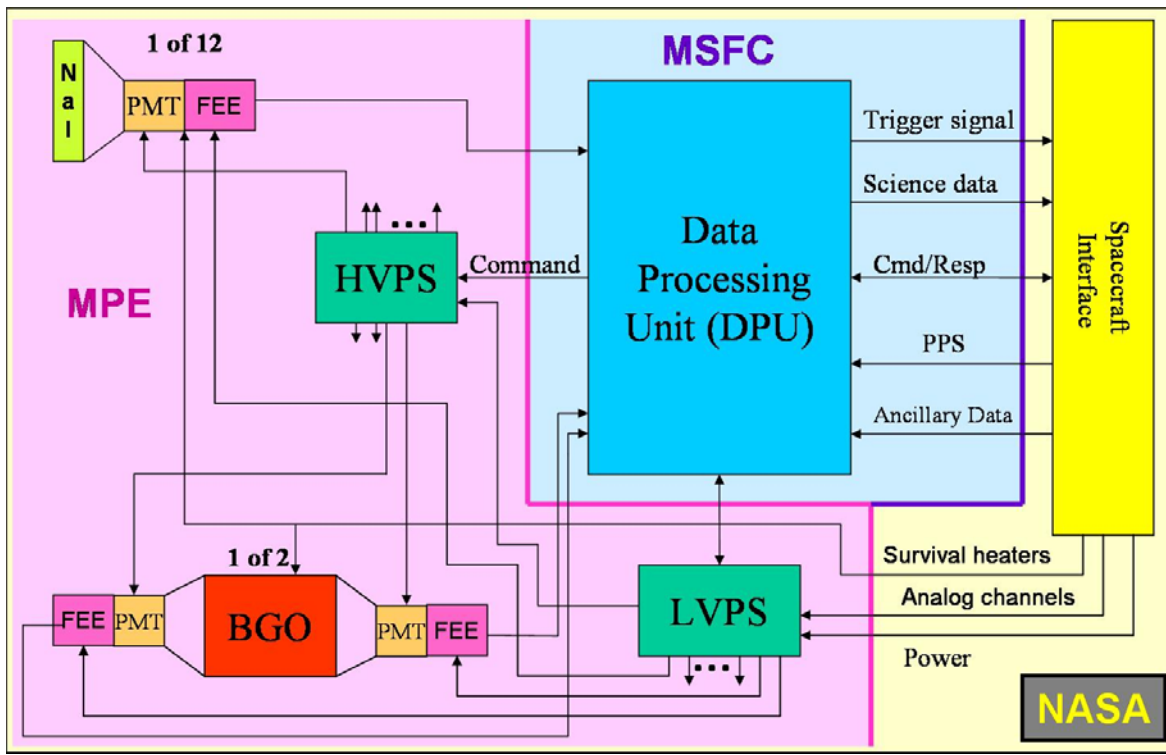 1 of 12
MSFC
N
a
I
PMT
FEE
Trigger signal
Science data
Data
Processing
Unit (DPU)
Command
Cmd/Resp
Spacecraft
Interface
HVPS
MPE
PPS
Ancillary Data
1 of 2
Survival heaters
Analog channels
FEE
PMT
BGO
PMT
FEE
LVPS
Power
NASA